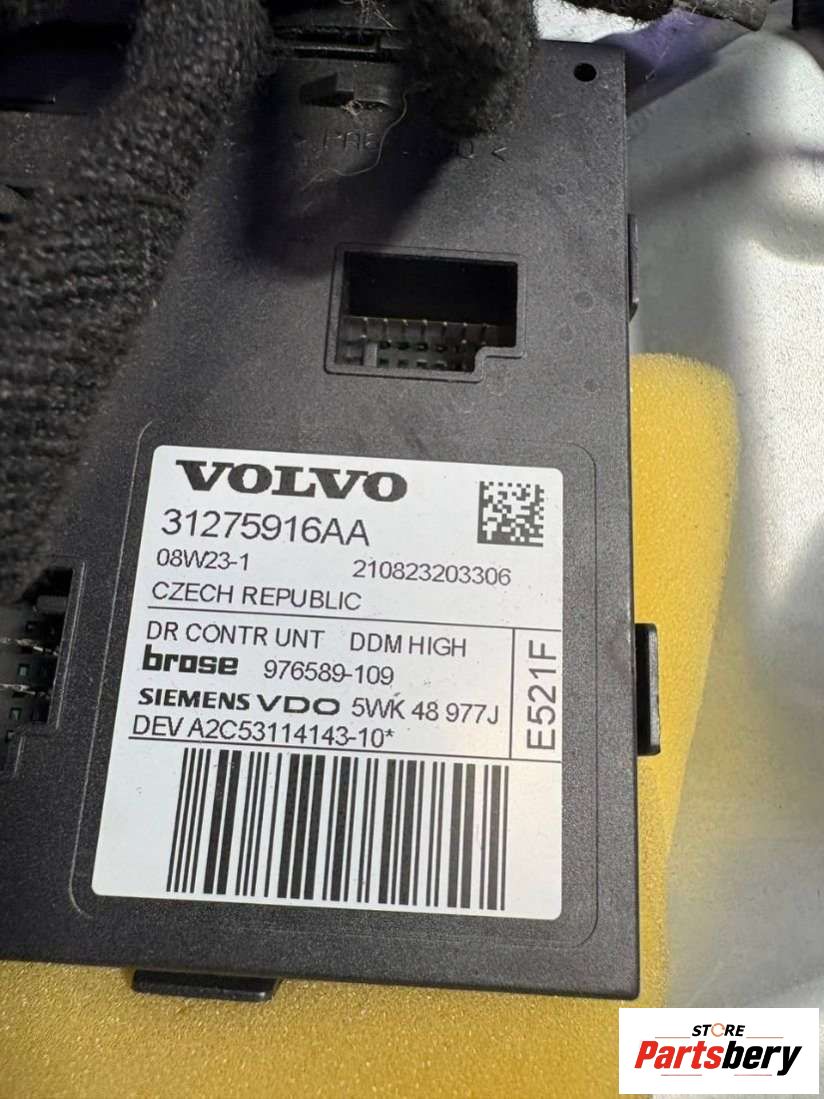 VOLVO
31275916AA
08W23-1 210823203306
CZECH REPUBLIC
DR CONTR UNT DDM HIGH
brose 976589-109
SIEMENS VDO 5WK 48 977J
DEV A2C53114143-10*
E521F
STORE
Partsbery